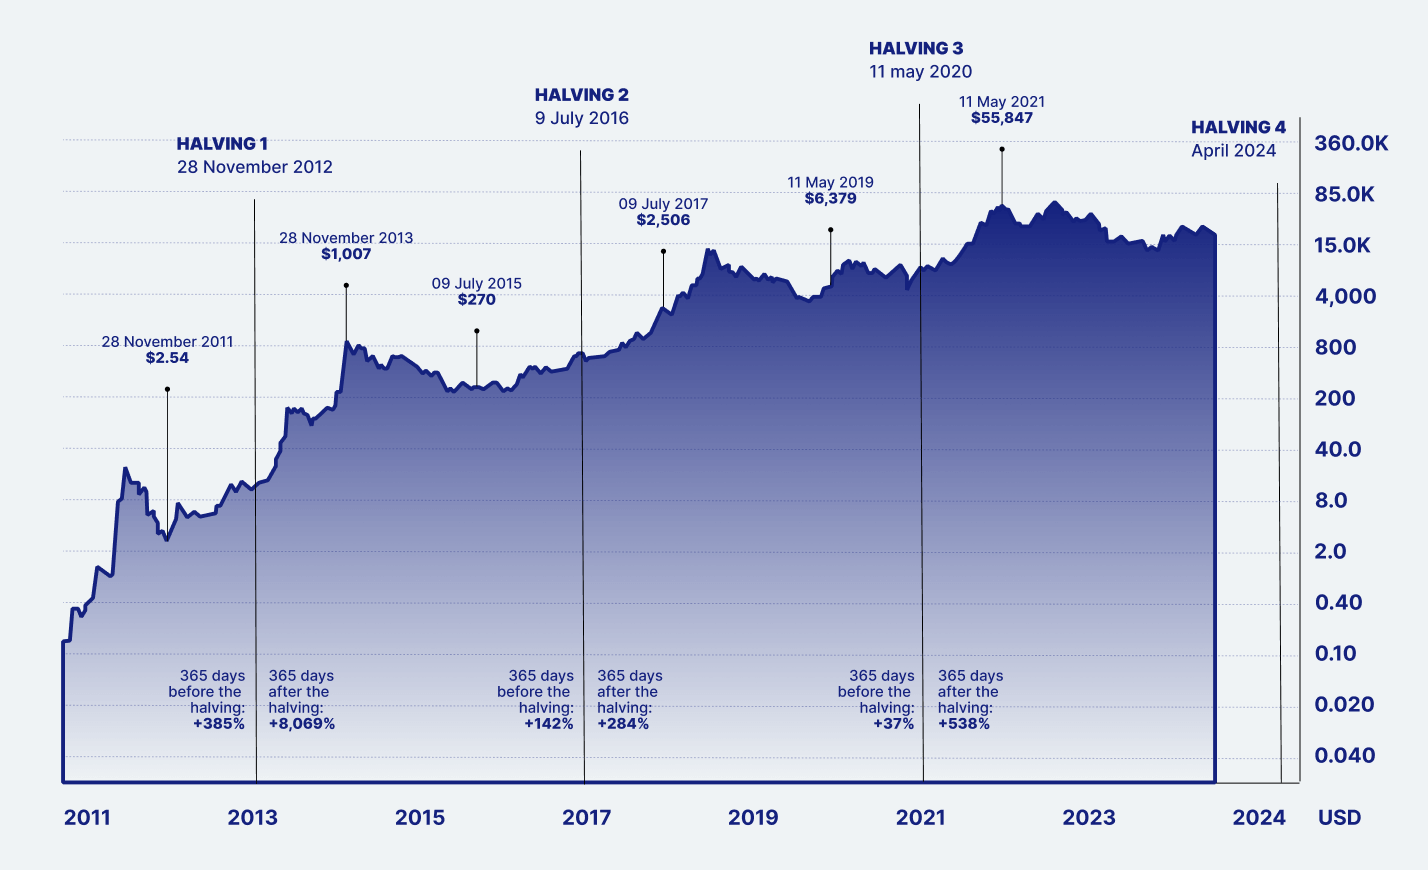 HALVING 3
11 may 2020
HALVING 2
9 July 2016
11 May 2021
$55,847
HALVING 4
April 2024
HALVING 1
28 November 2012
11 May 2019
$6,379
09 July 2017
$2,506
28 November 2013
$1,007
09 July 2015
$270
28 November 2011
$2.54
360.0K
85.0K
15.0K
4,000
800
200
40.0
8.0
2.0
0.40
0.10
0.020
0.040
365 days
before the
halving:
+385%
365 days
after the
halving:
+8,069%
365 days
before the
halving:
+142%
365 days
after the
halving:
+284%
365 days
before the
halving:
+37%
365 days
after the
halving:
+538%
2011 2013 2015 2017 2019 2021 2023 2024 USD